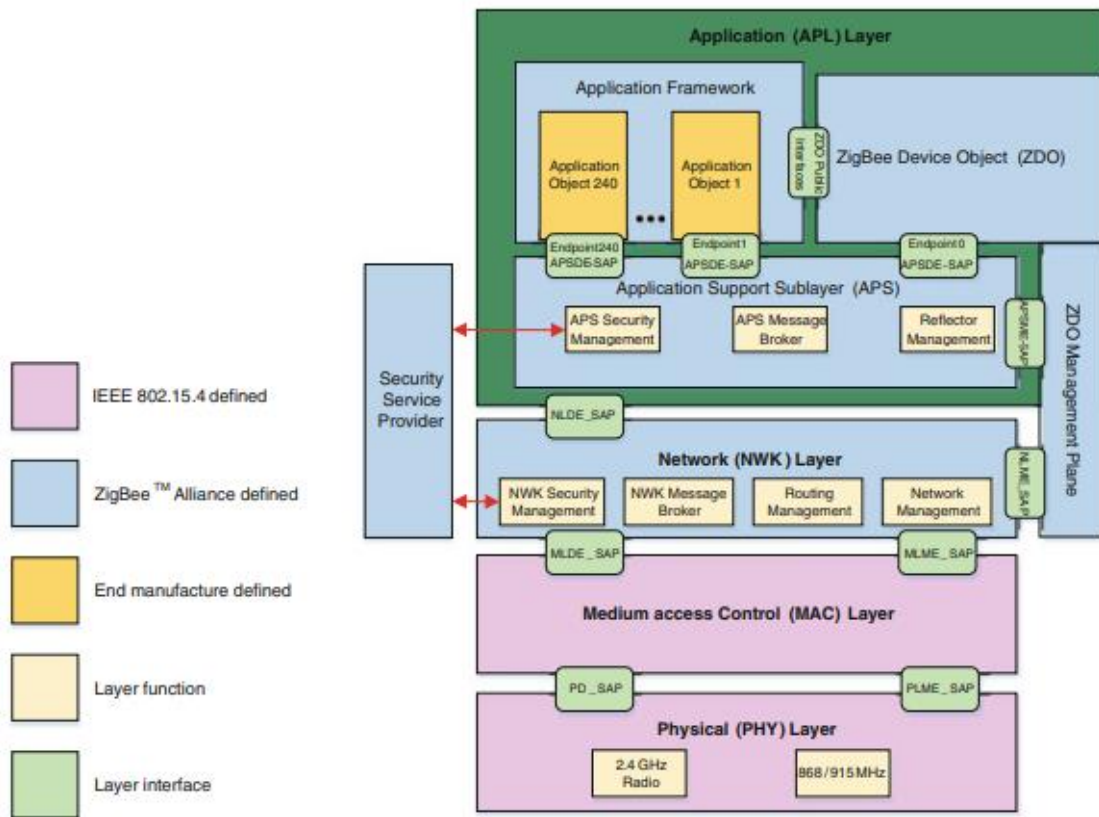 Application (APL) Layer
Application Framework
Application
Object 240
Application
Object 1
•••
ZDO Public
Interfaces
ZigBee Device Object (ZDO)
Endpoint240
APSDE-SAP
Endpoint1
APSDE-SAP
Endpoint0
APSDE-SAP
Application Support Sublayer (APS)
APS Security
Management
APS Message
Broker
Reflector
Management
APSME-SAP
ZDO Management Plane
Security
Service
Provider
NLDE_SAP
Network (NWK) Layer
NWK Security
Management
NWK Message
Broker
Routing
Management
Network
Management
NLME_SAP
MLDE_SAP
MLME_SAP
Medium access Control (MAC) Layer
PD_SAP
PLME_SAP
Physical (PHY) Layer
2.4 GHz
Radio
868/915MHz
IEEE 802.15.4 defined
ZigBee™ Alliance defined
End manufacture defined
Layer function
Layer interface